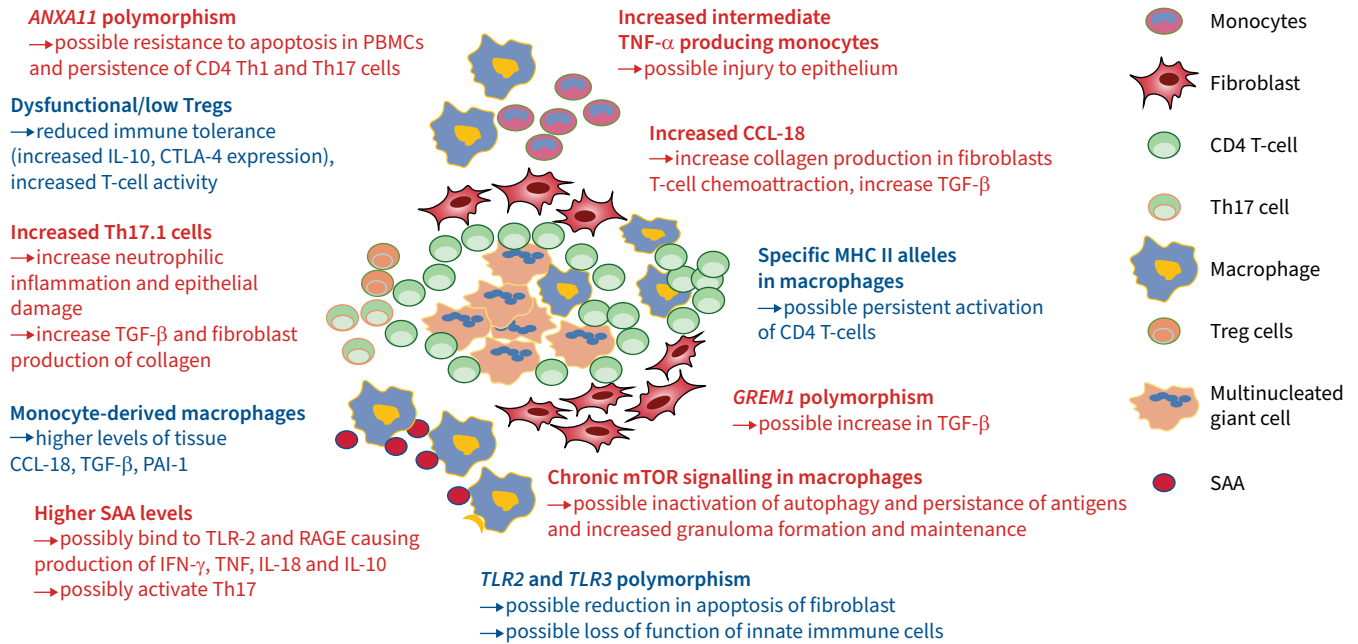 ANXA11 polymorphism
→possible resistance to apoptosis in PBMCs
and persistence of CD4 Th1 and Th17 cells
Dysfunctional/low Tregs
→reduced immune tolerance
(increased IL-10, CTLA-4 expression),
increased T-cell activity
Increased Th17.1 cells
→increase neutrophilic
inflammation and epithelial
damage
→increase TGF-β and fibroblast
production of collagen
Monocyte-derived macrophages
→higher levels of tissue
CCL-18, TGF-β, PAI-1
Higher SAA levels
→possibly bind to TLR-2 and RAGE causing
production of IFN-γ, TNF, IL-18 and IL-10
→possibly activate Th17
Increased intermediate
TNF-α producing monocytes
→possible injury to epithelium
Increased CCL-18
→increase collagen production in fibroblasts
T-cell chemoattraction, increase TGF-β
Specific MHC II alleles
in macrophages
→possible persistent activation
of CD4 T-cells
GREM1 polymorphism
→possible increase in TGF-β
Chronic mTOR signalling in macrophages
→possible inactivation of autophagy and persistance of antigens
and increased granuloma formation and maintenance
TLR2 and TLR3 polymorphism
→possible reduction in apoptosis of fibroblast
→possible loss of function of innate immmune cells
Monocytes
Fibroblast
CD4 T-cell
Th17 cell
Macrophage
Treg cells
Multinucleated
giant cell
SAA